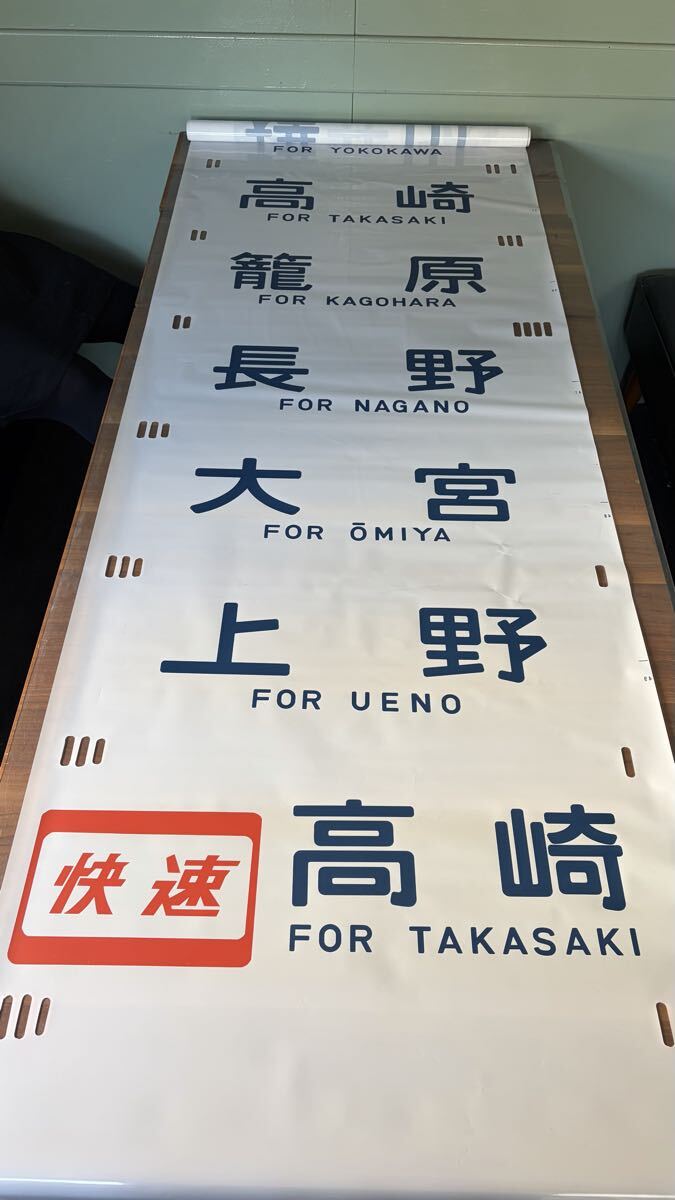 FOR YOKOKAWA
高崎
FOR TAKASAKI
籠原
FOR KAGOHARA
長野
FOR NAGANO
大宮
FOR ŌMIYA
上野
FOR UENO
快速 高崎
FOR TAKASAKI